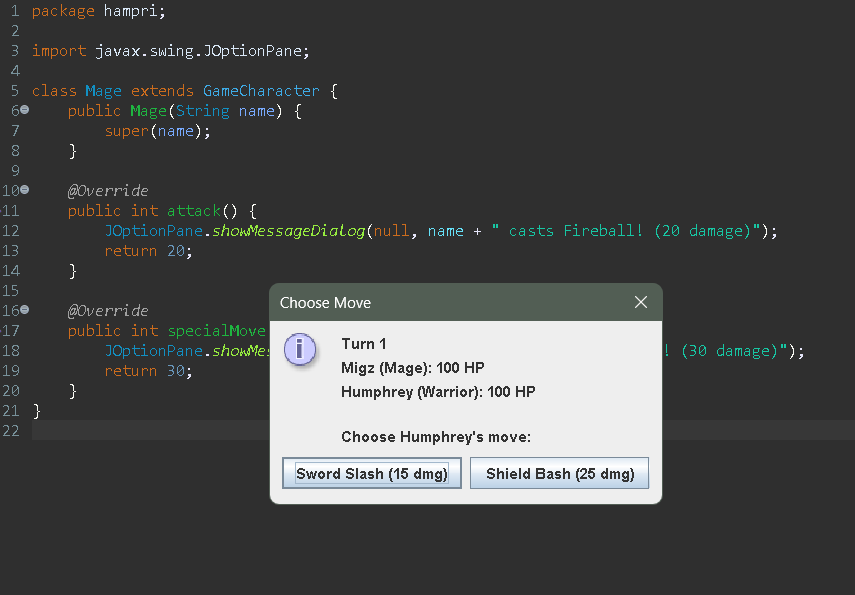 1 package hampri;
2
3 import javax.swing.JOptionPane;
4
5 class Mage extends GameCharacter {
6 public Mage(String name) {
7 super(name);
8 }
9
10 @Override
11 public int attack() {
12 JOptionPane.showMessageDialog(null, name + " casts Fireball! (20 damage)");
13 return 20;
14 }
15
16 @Override
17 public int specialMove
18 JOptionPane.showMes ! (30 damage)");
19 return 30;
20 }
21 }
22
Choose Move
Turn 1
Migz (Mage): 100 HP
Humphrey (Warrior): 100 HP
Choose Humphrey's move:
Sword Slash (15 dmg) Shield Bash (25 dmg)